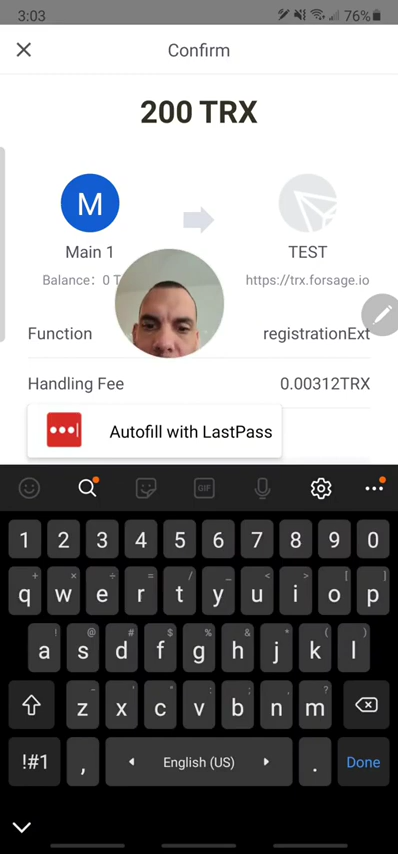 3:03
76%
Confirm
200 TRX
M
Main 1
TEST
Balance: 0 T
https://trx.forsage.io
Function
registrationExt
Handling Fee
0.00312TRX
Autofill with LastPass
GIF
1 2 3 4 5 6 7 8 9 0
+ × ÷ = / _ < > [ ]
q w e r t y u i o p
! @ # $ % & * ( )
a s d f g h j k l
- ' " : ; , ?
z x c v b n m
!#1 , English (US) . Done